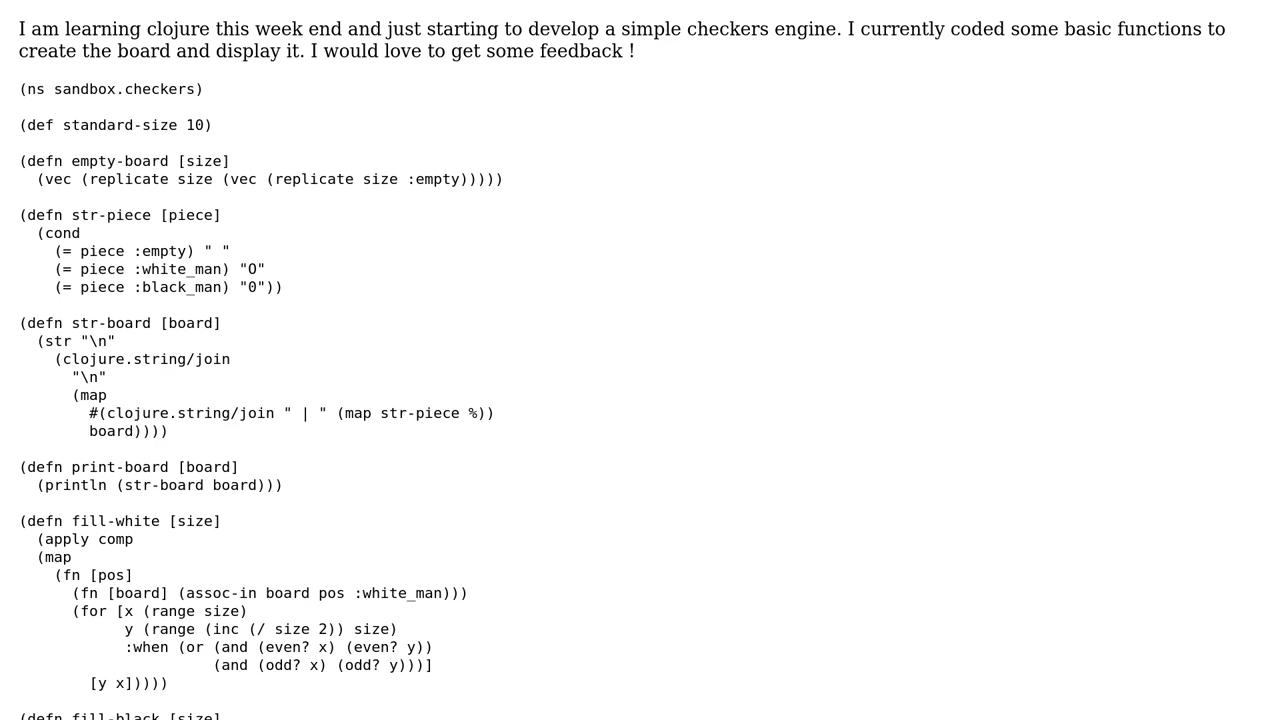 I am learning clojure this week end and just starting to develop a simple checkers engine. I currently coded some basic functions to
create the board and display it. I would love to get some feedback !
(ns sandbox.checkers)
(def standard-size 10)
(defn empty-board [size]
  (vec (replicate size (vec (replicate size :empty)))))
(defn str-piece [piece]
  (cond
    (= piece :empty) " "
    (= piece :white_man) "O"
    (= piece :black_man) "0"))
(defn str-board [board]
  (str "\n"
    (clojure.string/join
      "\n"
      (map
        #(clojure.string/join " | " (map str-piece %))
        board))))
(defn print-board [board]
  (println (str-board board)))
(defn fill-white [size]
  (apply comp
  (map
    (fn [pos]
      (fn [board] (assoc-in board pos :white_man)))
      (for [x (range size)
            y (range (inc (/ size 2)) size)
            :when (or (and (even? x) (even? y))
                      (and (odd? x) (odd? y)))]
        [y x]))))
(defn fill-black [size]